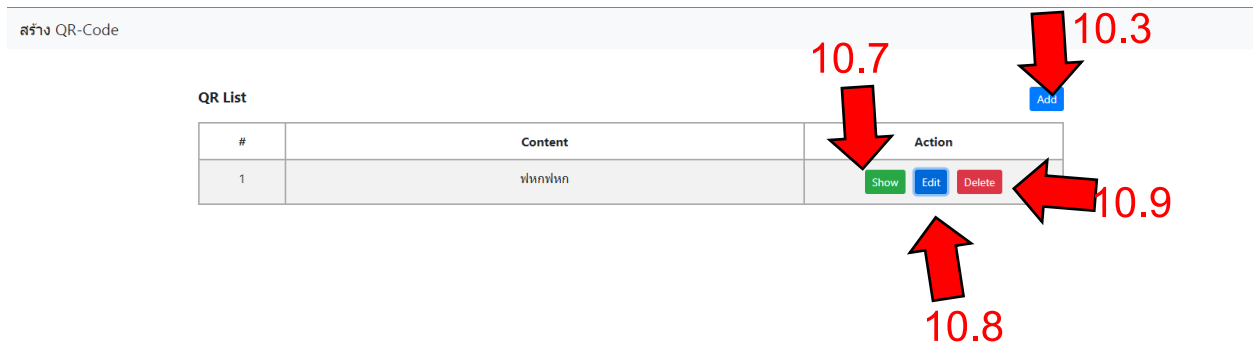 สร้าง QR-Code
10.3
10.7
QR List
Add
# Content Action
1 ฟหกฟหก Show Edit Delete
10.9
10.8